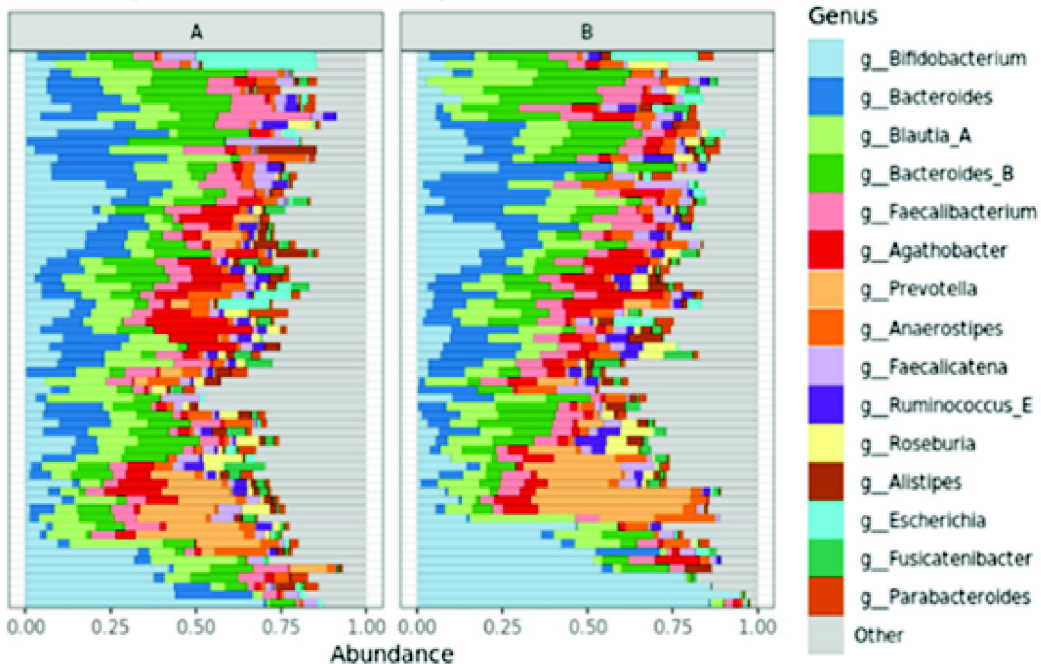 A
B
0.00 0.25 0.50 0.75 1.00
0.00 0.25 0.50 0.75 1.00
Abundance
Genus
g__Bifidobacterium
g__Bacteroides
g__Blautia_A
g__Bacteroides_B
g__Faecalibacterium
g__Agathobacter
g__Prevotella
g__Anaerostipes
g__Faecalicatena
g__Ruminococcus_E
g__Roseburia
g__Alistipes
g__Escherichia
g__Fusicatenibacter
g__Parabacteroides
Other